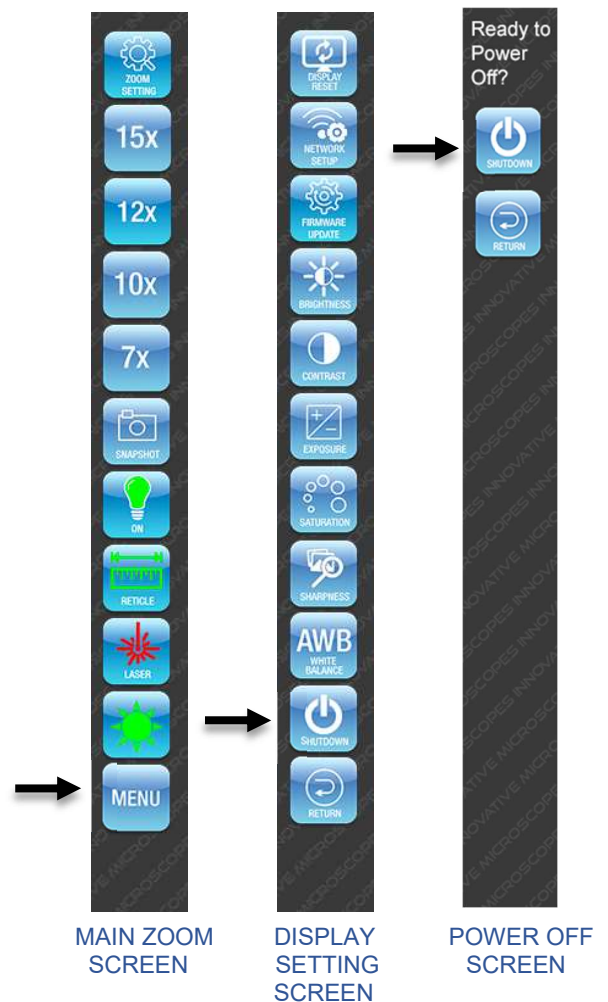 ZOOM
SETTING
15x
12x
10x
7x
SNAPSHOT
ON
RETICLE
LASER
MENU
MAIN ZOOM
SCREEN
DISPLAY
RESET
NETWORK
SETUP
FIRMWARE
UPDATE
BRIGHTNESS
CONTRAST
EXPOSURE
SATURATION
SHARPNESS
AWB
WHITE
BALANCE
SHUTDOWN
RETURN
DISPLAY
SETTING
SCREEN
Ready to
Power
Off?
SHUTDOWN
RETURN
POWER OFF
SCREEN